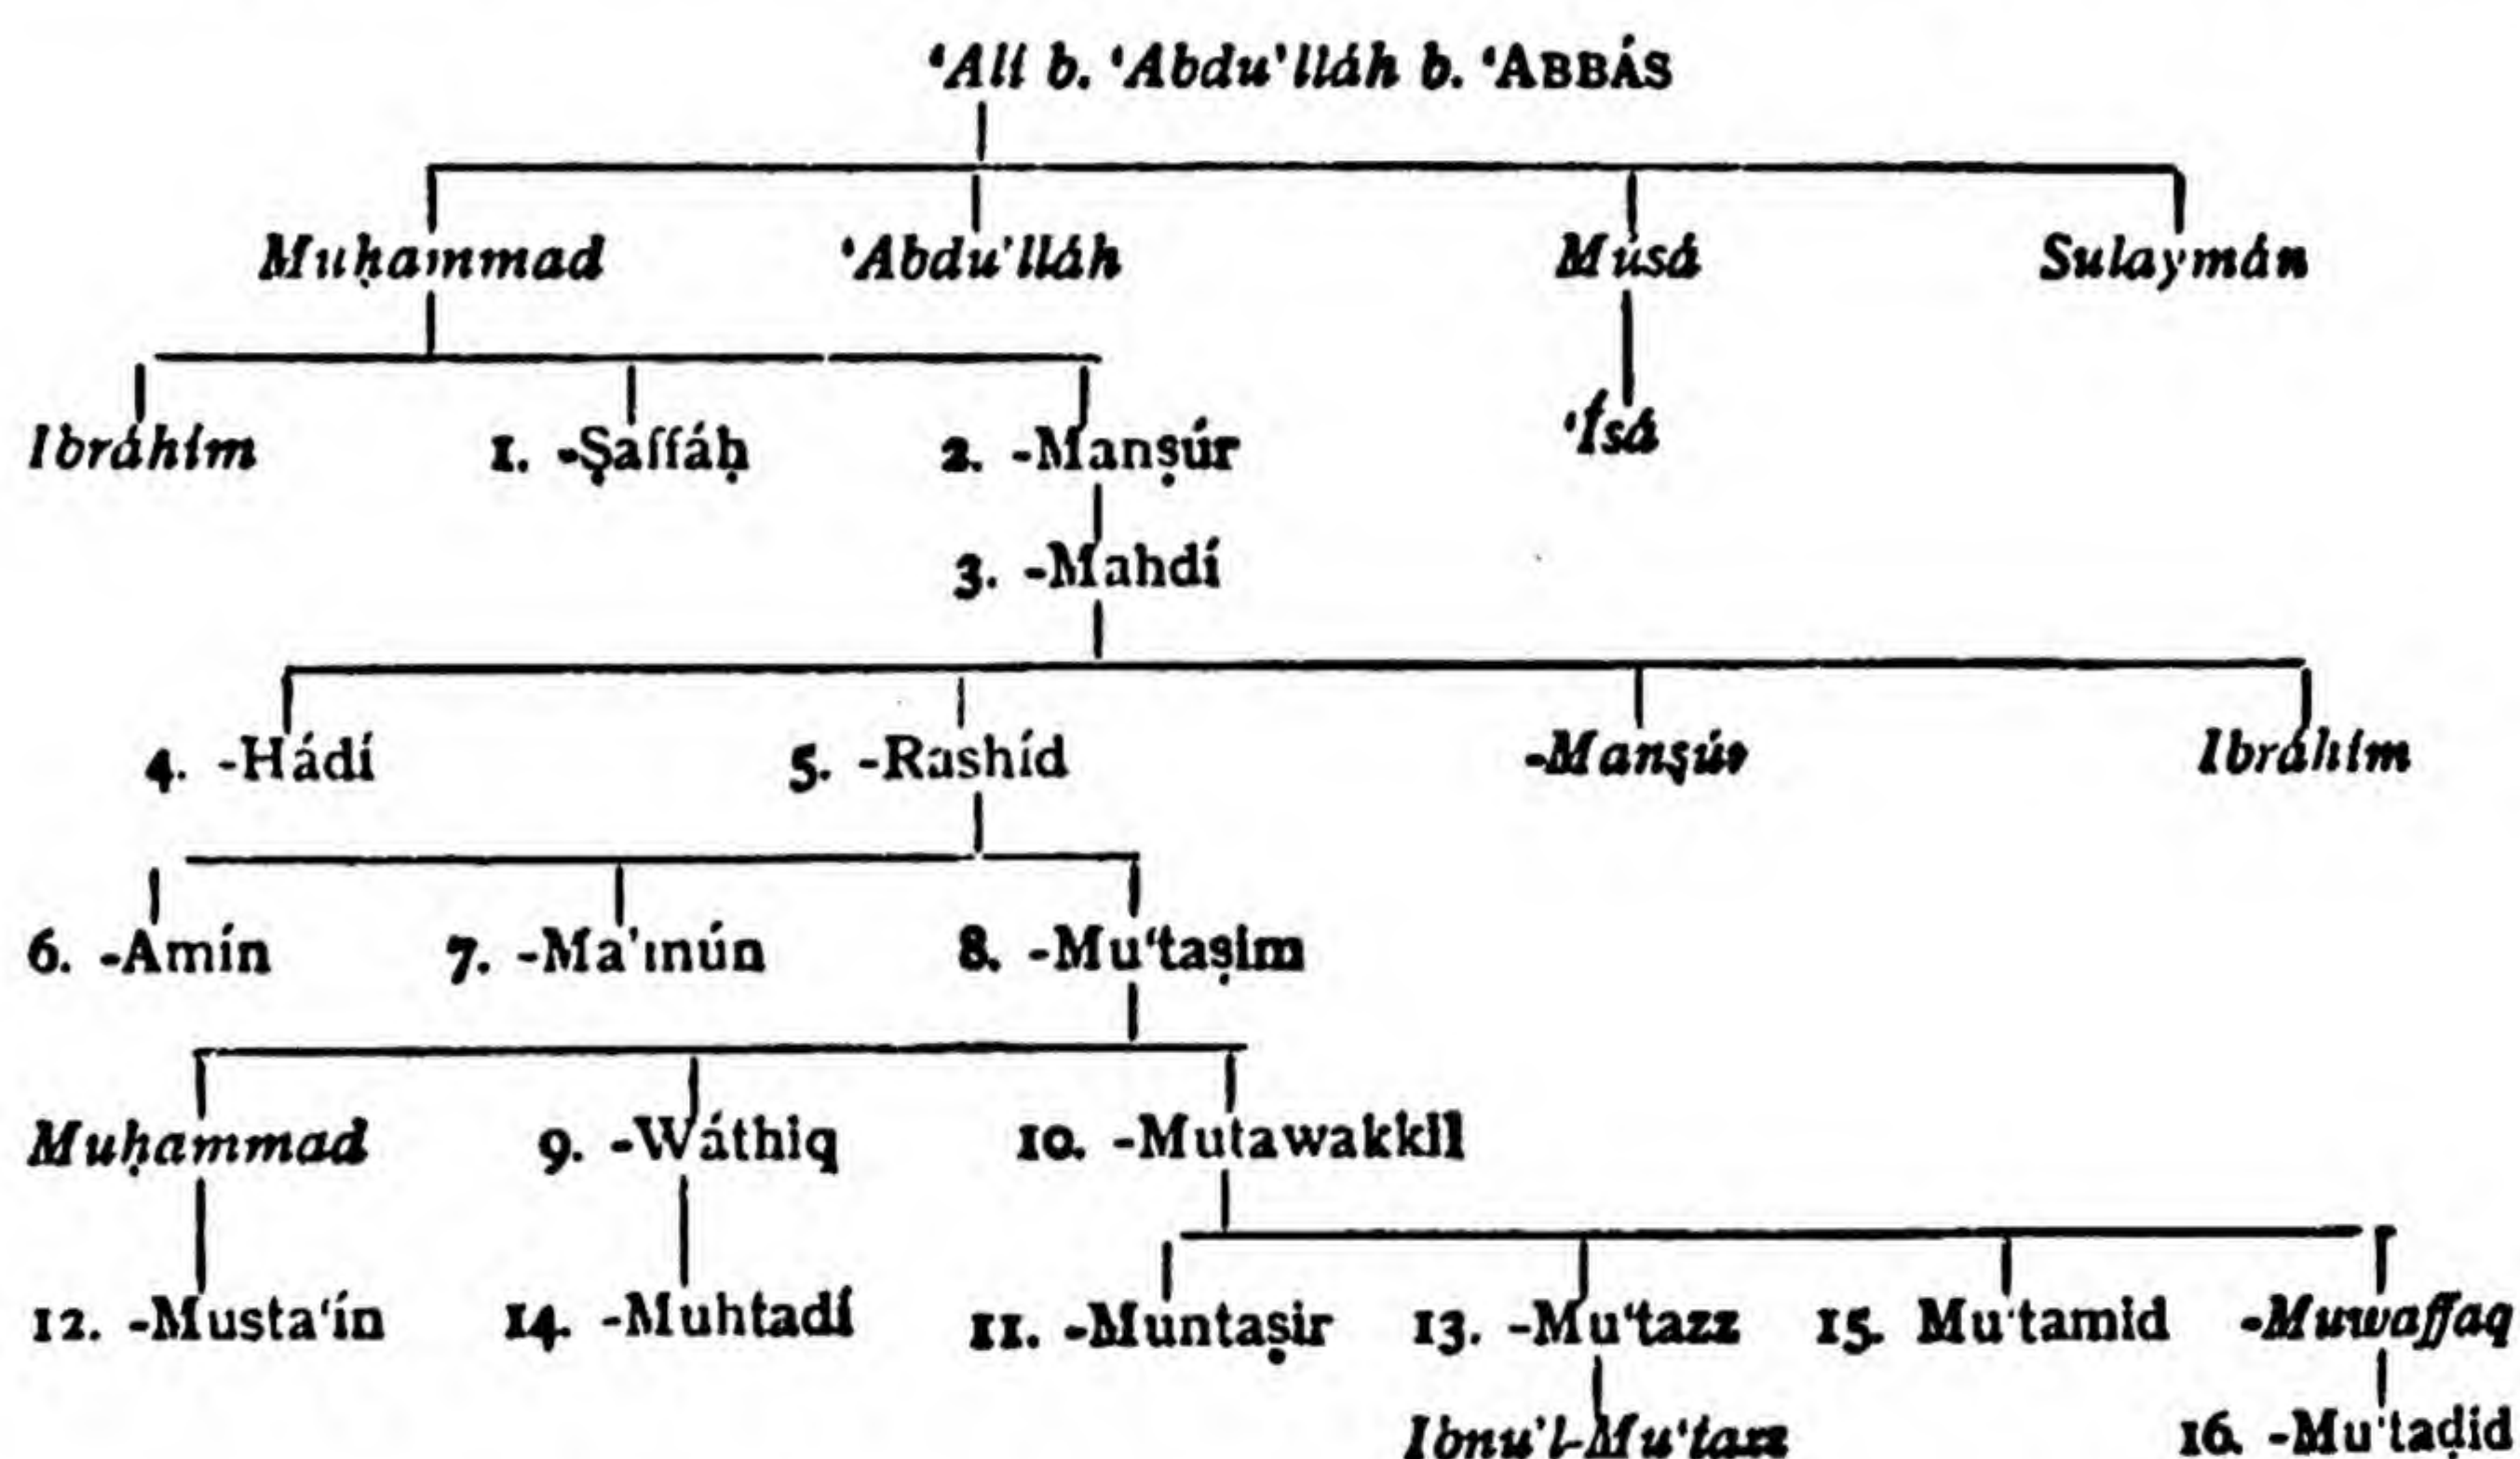 ‘Alí b. ‘Abdu'lláh b. ‘ABBÁS
Muḥammad ‘Abdu'lláh Músá Sulaymán
Ibráhím 1. -Ṣaffáḥ 2. -Manṣúr ‘Ísá
3. -Mahdí
4. -Hádí 5. -Rashíd -Manṣúr Ibráhím
6. -Amín 7. -Ma'mún 8. -Mu‘taṣim
Muḥammad 9. -Wáthiq 10. -Mutawakkil
12. -Musta‘ín 14. -Muhtadí 11. -Muntaṣir 13. -Mu‘tazz 15. Mu‘tamid -Muwaffaq
Ibnu'l-Mu‘tazz 16. -Mu‘taḍid